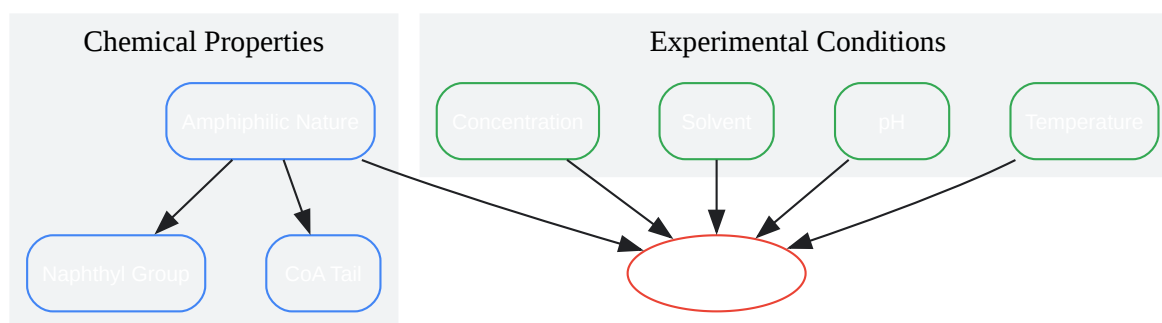 Chemical Properties
Experimental Conditions
Amphiphilic Nature
Concentration
Solvent
pH
Temperature
Naphthyl Group
CoA Tail